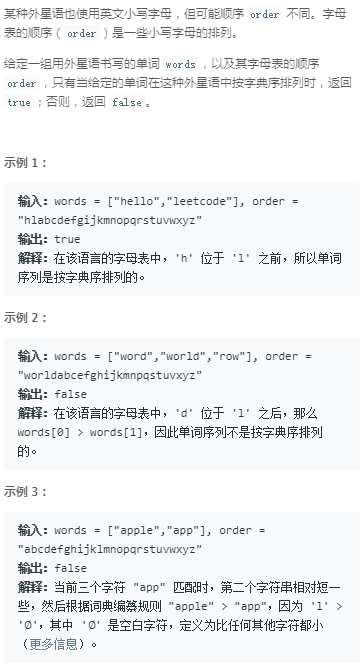 某种外星语也使用英文小写字母，但可能顺序 order 不同。字母
表的顺序（ order ）是一些小写字母的排列。
给定一组用外星语书写的单词 words ，以及其字母表的顺序
order ，只有当给定的单词在这种外星语中按字典序排列时，返回
true ；否则，返回 false 。
示例 1：
输入：words = ["hello","leetcode"], order =
"hlabcdefgijkmnopqrstuvwxyz"
输出：true
解释：在该语言的字母表中，'h' 位于 'l' 之前，所以单词
序列是按字典序排列的。
示例 2：
输入：words = ["word","world","row"], order =
"worldabcefghijkmnpqstuvxyz"
输出：false
解释：在该语言的字母表中，'d' 位于 'l' 之后，那么
words[0] > words[1]，因此单词序列不是按字典序排列
的。
示例 3：
输入：words = ["apple","app"], order =
"abcdefghijklmnopqrstuvwxyz"
输出：false
解释：当前三个字符 "app" 匹配时，第二个字符串相对短一
些，然后根据词典编纂规则 "apple" > "app"，因为 'l' >
'∅'，其中 '∅' 是空白字符，定义为比任何其他字符都小
（更多信息）。